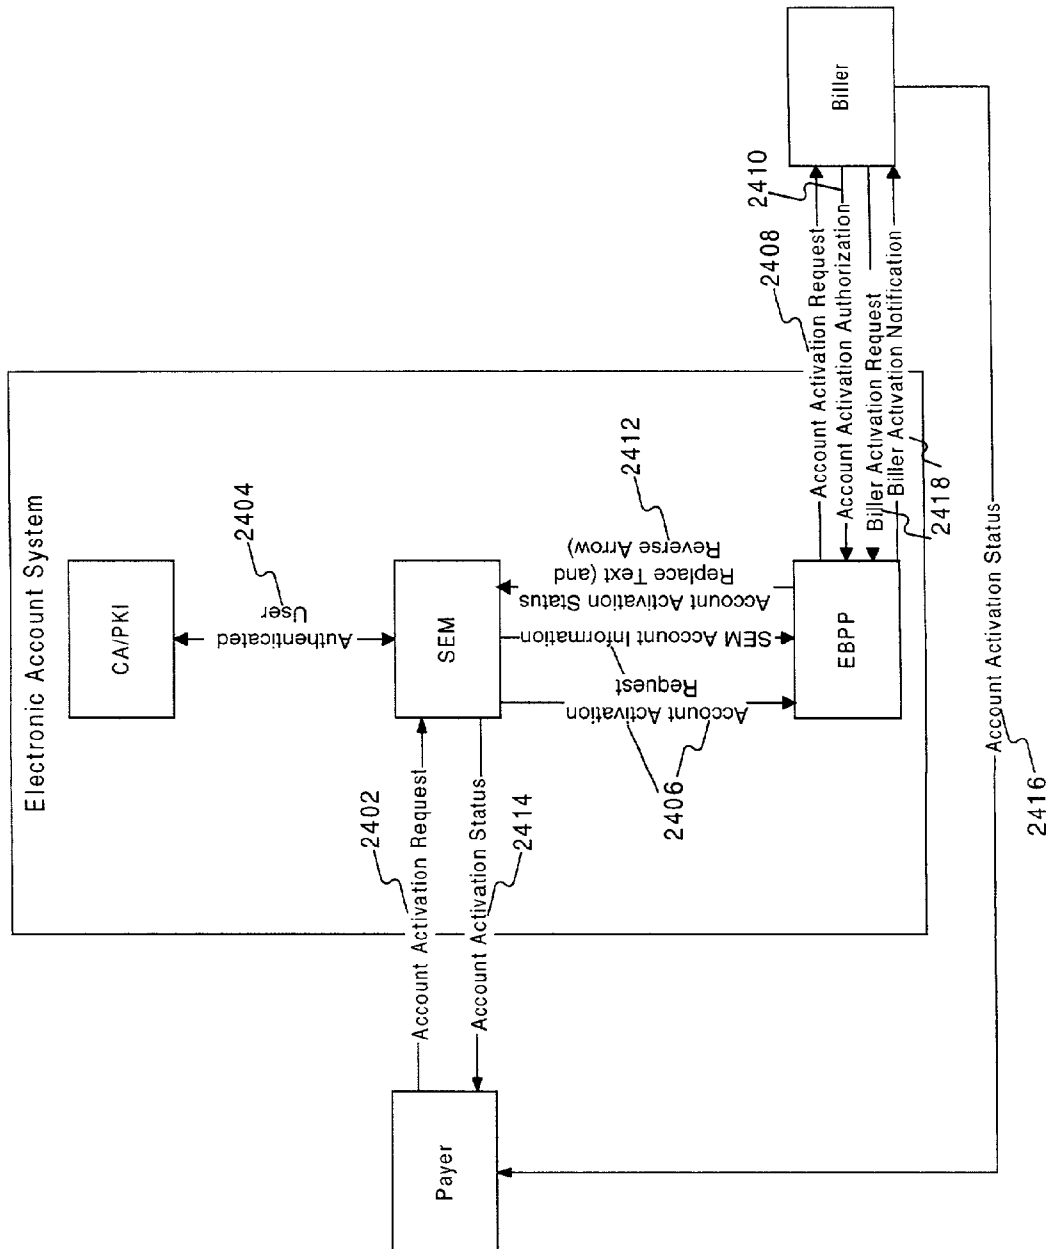 Electronic Account System
CA/PKI
2404
User
Authenticated
2402
Account Activation Request
Account Activation Status
2414
Payer
SEM
2406
Account Activation
Request
SEM Account Information
Account Activation Status
Replace Text (and
Reverse Arrow)
2412
EBPP
2408
2410
Account Activation Request
Account Activation Authorization
Biller Activation Request
Biller Activation Notification
2418
Biller
Account Activation Status
2416